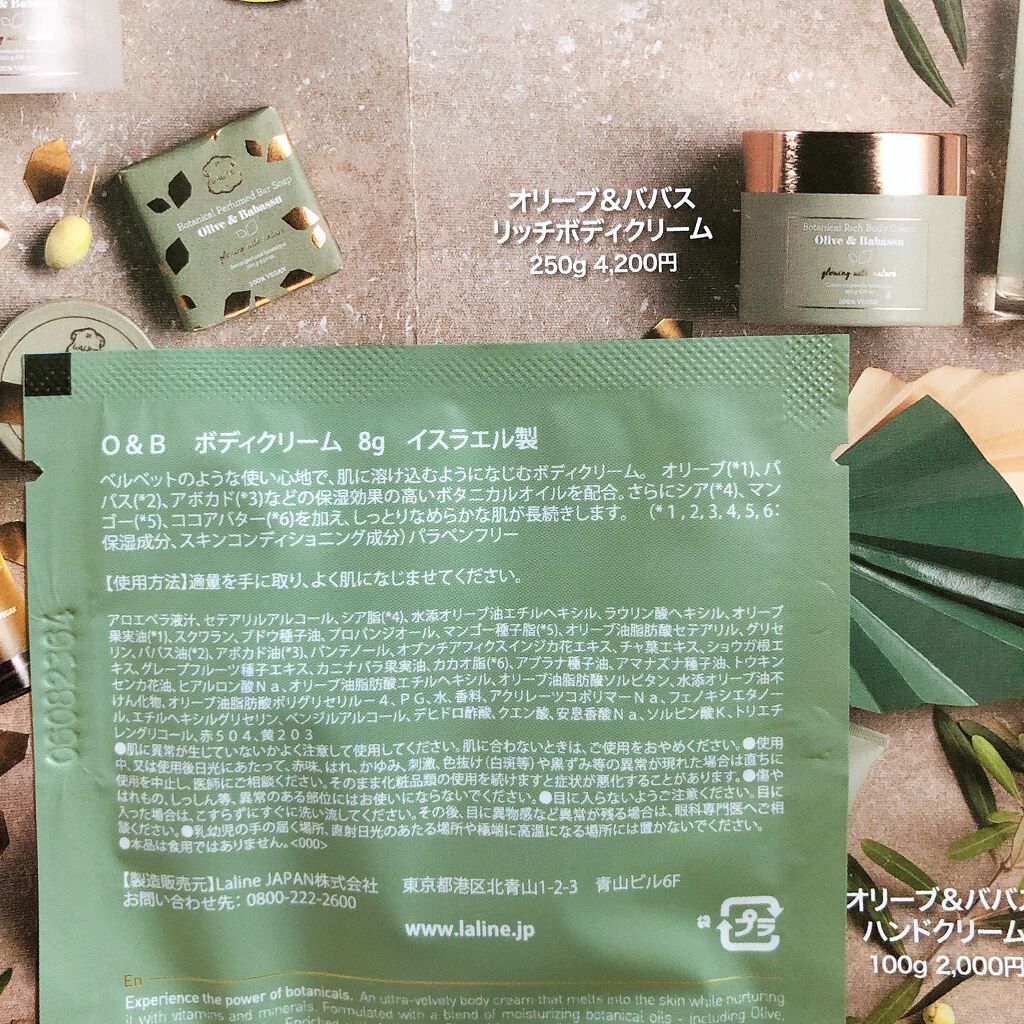 Botanical Perfumed Bar Soap
Olive & Babassu
glowing with nature
100% VEGAN
オリーブ&ババス
リッチボディクリーム
250g 4,200円
Botanical Rich Body Cream
Olive & Babassu
glowing with nature
100% VEGAN
O & B ボディクリーム 8g イスラエル製
ベルベットのような使い心地で、肌に溶け込むようになじむボディクリーム。 オリーブ(*1)、バ
バス(*2)、アボカド(*3)などの保湿効果の高いボタニカルオイルを配合。さらにシア(*4)、マン
ゴー(*5)、ココアバター(*6)を加え、しっとりなめらかな肌が長続きします。 (*1,2,3,4,5,6:
保湿成分、スキンコンディショニング成分)パラベンフリー
【使用方法】適量を手に取り、よく肌になじませてください。
アロエベラ液汁、セテアリルアルコール、シア脂(*4)、水添オリーブ油エチルヘキシル、ラウリン酸ヘキシル、オリーブ
果実油(*1)、スクワラン、ブドウ種子油、プロパンジオール、マンゴー種子脂(*5)、オリーブ油脂肪酸セテアリル、グリセ
リン、ババス油(*2)、アボカド油(*3)、パンテノール、オプンチアフィクスインジカ花エキス、チャ葉エキス、ショウガ根エ
キス、グレープフルーツ種子エキス、カニナバラ果実油、カカオ脂(*6)、アブラナ種子油、アマナズナ種子油、トウキン
センカ花油、ヒアルロン酸Na、オリーブ油脂肪酸エチルヘキシル、オリーブ油脂肪酸ソルビタン、水添オリーブ油不
けん化物、オリーブ油脂肪酸ポリグリセリル-4、PG、水、香料、アクリレーツコポリマーNa、フェノキシエタノー
ル、エチルヘキシルグリセリン、ベンジルアルコール、デヒドロ酢酸、クエン酸、安息香酸Na、ソルビン酸K、トリエチ
レングリコール、赤504、黄203
●肌に異常が生じていないかよく注意して使用してください。肌に合わないときは、ご使用をおやめください。●使用
中、又は使用後日光にあたって、赤味、はれ、かゆみ、刺激、色抜け(白斑等)や黒ずみ等の異常が現れた場合は直ちに
使用を中止し、医師にご相談ください。そのまま化粧品類の使用を続けますと症状が悪化することがあります。●傷や
はれもの、しっしん等、異常のある部位にはお使いにならないでください。●目に入らないようご注意ください。目に
入った場合は、こすらずにすぐに洗い流してください。その後、目に異物感など異常が残る場合は、眼科専門医へご相
談ください。●乳幼児の手の届く場所、直射日光のあたる場所や極端に高温になる場所には置かないでください。
●本品は食用ではありません。<000>
【製造販売元】Laline JAPAN株式会社 東京都港区北青山1-2-3 青山ビル6F
お問い合わせ先: 0800-222-2600
www.laline.jp
プラ
En
Experience the power of botanicals. An ultra-velvety body cream that melts into the skin while nurturing
it with vitamins and minerals. Formulated with a blend of moisturizing botanical oils - including Olive,
オリーブ&ババス
ハンドクリーム
100g 2,000円